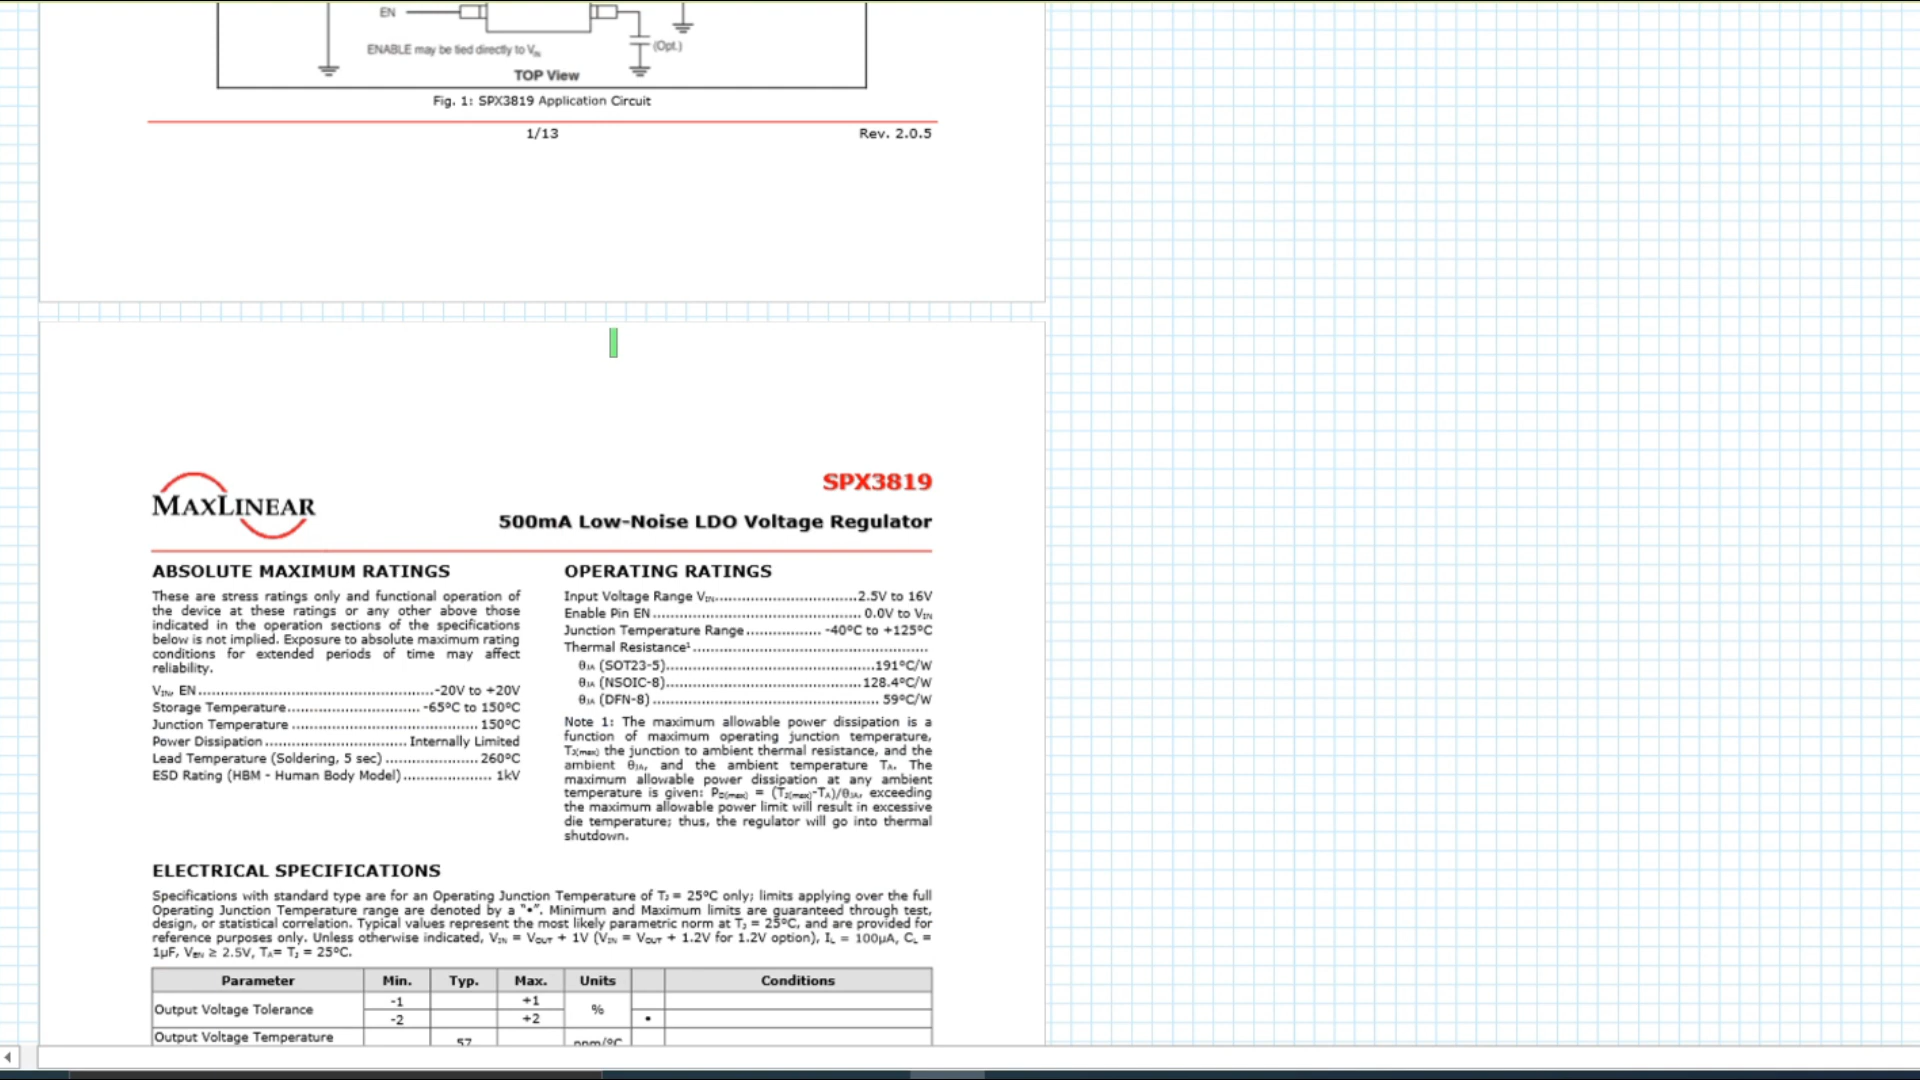 EN
ENABLE may be tied directly to VIN
(Opt.)
TOP View
Fig. 1: SPX3819 Application Circuit
1/13
Rev. 2.0.5
MAXLINEAR
SPX3819
500mA Low-Noise LDO Voltage Regulator
ABSOLUTE MAXIMUM RATINGS
These are stress ratings only and functional operation of
the device at these ratings or any other above those
indicated in the operation sections of the specifications
below is not implied. Exposure to absolute maximum rating
conditions for extended periods of time may affect
reliability.
VIN, EN......................................................-20V to +20V
Storage Temperature.............................. -65ºC to 150ºC
Junction Temperature .......................................... 150ºC
Power Dissipation ................................ Internally Limited
Lead Temperature (Soldering, 5 sec) ..................... 260ºC
ESD Rating (HBM - Human Body Model).................... 1kV
OPERATING RATINGS
Input Voltage Range VIN.................................2.5V to 16V
Enable Pin EN ................................................ 0.0V to VIN
Junction Temperature Range ................. -40ºC to +125ºC
Thermal Resistance¹ ......................................................
θJA (SOT23-5)................................................191ºC/W
θJA (NSOIC-8).............................................128.4ºC/W
θJA (DFN-8) .................................................... 59ºC/W
Note 1: The maximum allowable power dissipation is a
function of maximum operating junction temperature,
TJ(max) the junction to ambient thermal resistance, and the
ambient θJA, and the ambient temperature TA. The
maximum allowable power dissipation at any ambient
temperature is given: PD(max) = (TJ(max)-TA)/θJA, exceeding
the maximum allowable power limit will result in excessive
die temperature; thus, the regulator will go into thermal
shutdown.
ELECTRICAL SPECIFICATIONS
Specifications with standard type are for an Operating Junction Temperature of TJ = 25ºC only; limits applying over the full
Operating Junction Temperature range are denoted by a "•". Minimum and Maximum limits are guaranteed through test,
design, or statistical correlation. Typical values represent the most likely parametric norm at TJ = 25ºC, and are provided for
reference purposes only. Unless otherwise indicated, VIN = VOUT + 1V (VIN = VOUT + 1.2V for 1.2V option), IL = 100µA, CL =
1µF, VEN ≥ 2.5V, TA= TJ = 25ºC.
Parameter Min. Typ. Max. Units Conditions
Output Voltage Tolerance -1 +1 %
-2 +2 •
Output Voltage Temperature 57 ppm/ºC